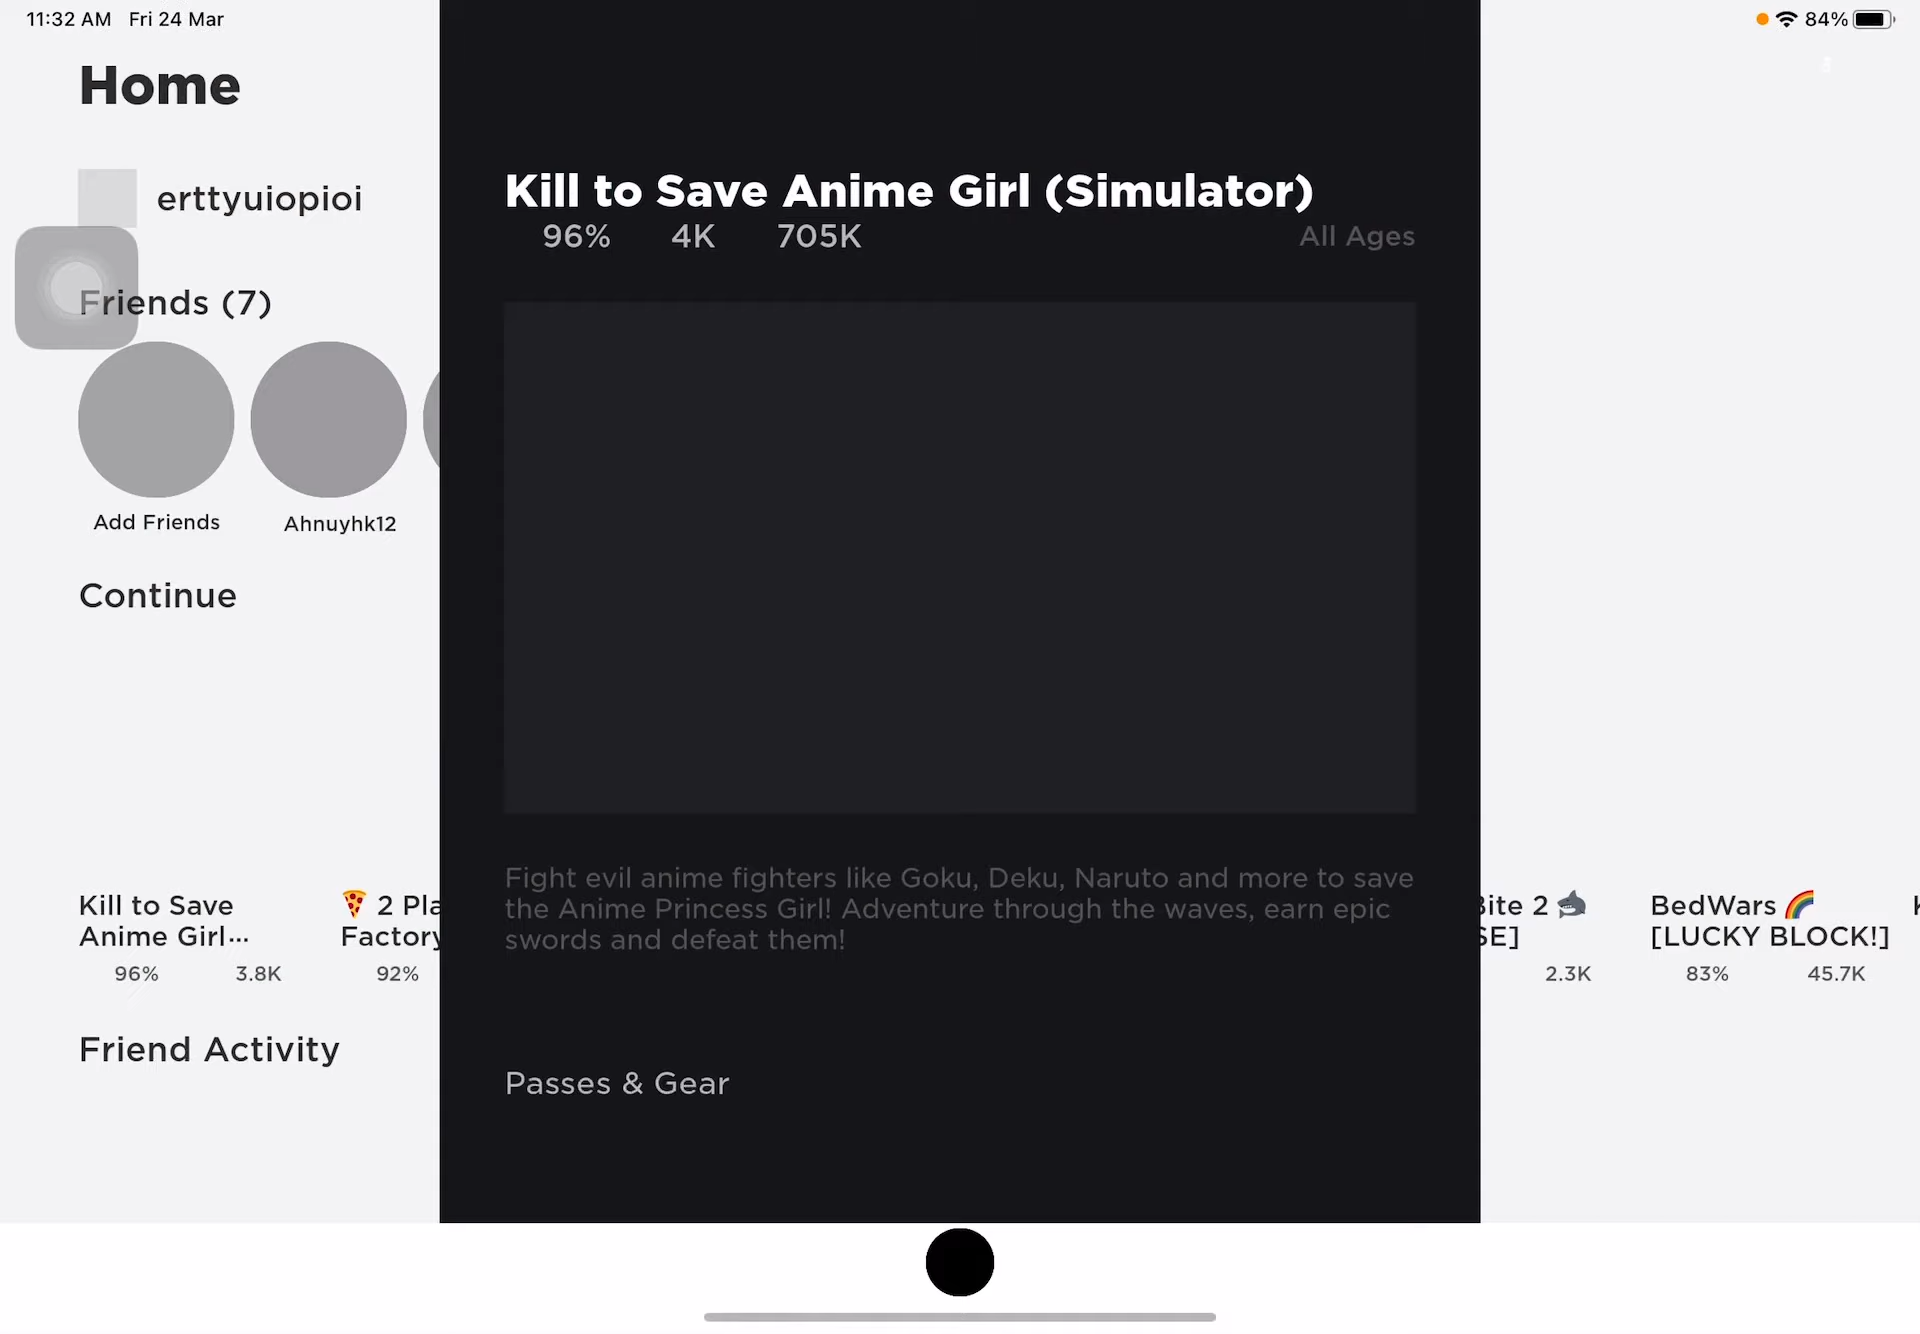 11:32 AM Fri 24 Mar
84%
Home
erttyuiopioi
Friends (7)
Add Friends
Ahnuyhk12
Continue
Kill to Save
Anime Girl...
96% 3.8K
🍕 2 Pla
Factory
92%
Friend Activity
Kill to Save Anime Girl (Simulator)
96% 4K 705K
All Ages
Fight evil anime fighters like Goku, Deku, Naruto and more to save
the Anime Princess Girl! Adventure through the waves, earn epic
swords and defeat them!
Passes & Gear
Bite 2 🦈
SE]
2.3K
BedWars 🌈
[LUCKY BLOCK!]
83% 45.7K